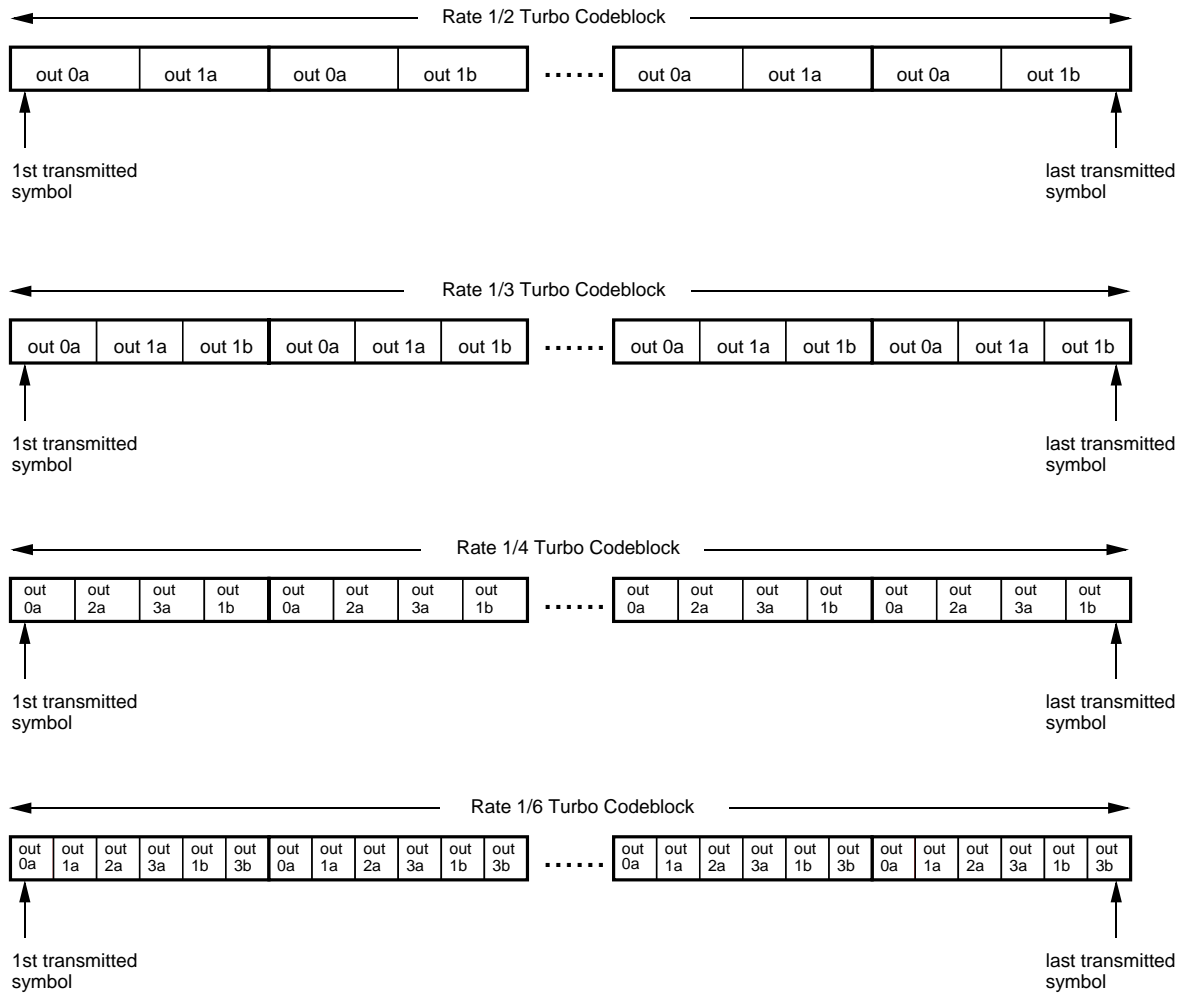 Rate 1/2 Turbo Codeblock
out 0a out 1a out 0a out 1b ...... out 0a out 1a out 0a out 1b
1st transmitted
symbol
last transmitted
symbol
Rate 1/3 Turbo Codeblock
out 0a out 1a out 1b out 0a out 1a out 1b ...... out 0a out 1a out 1b out 0a out 1a out 1b
1st transmitted
symbol
last transmitted
symbol
Rate 1/4 Turbo Codeblock
out out out out out out out out out out out out out out out out
0a 2a 3a 1b 0a 2a 3a 1b ...... 0a 2a 3a 1b 0a 2a 3a 1b
1st transmitted
symbol
last transmitted
symbol
Rate 1/6 Turbo Codeblock
out out out out out out out out out out out out out out out out out out out out out out out out
0a 1a 2a 3a 1b 3b 0a 1a 2a 3a 1b 3b ...... 0a 1a 2a 3a 1b 3b 0a 1a 2a 3a 1b 3b
1st transmitted
symbol
last transmitted
symbol